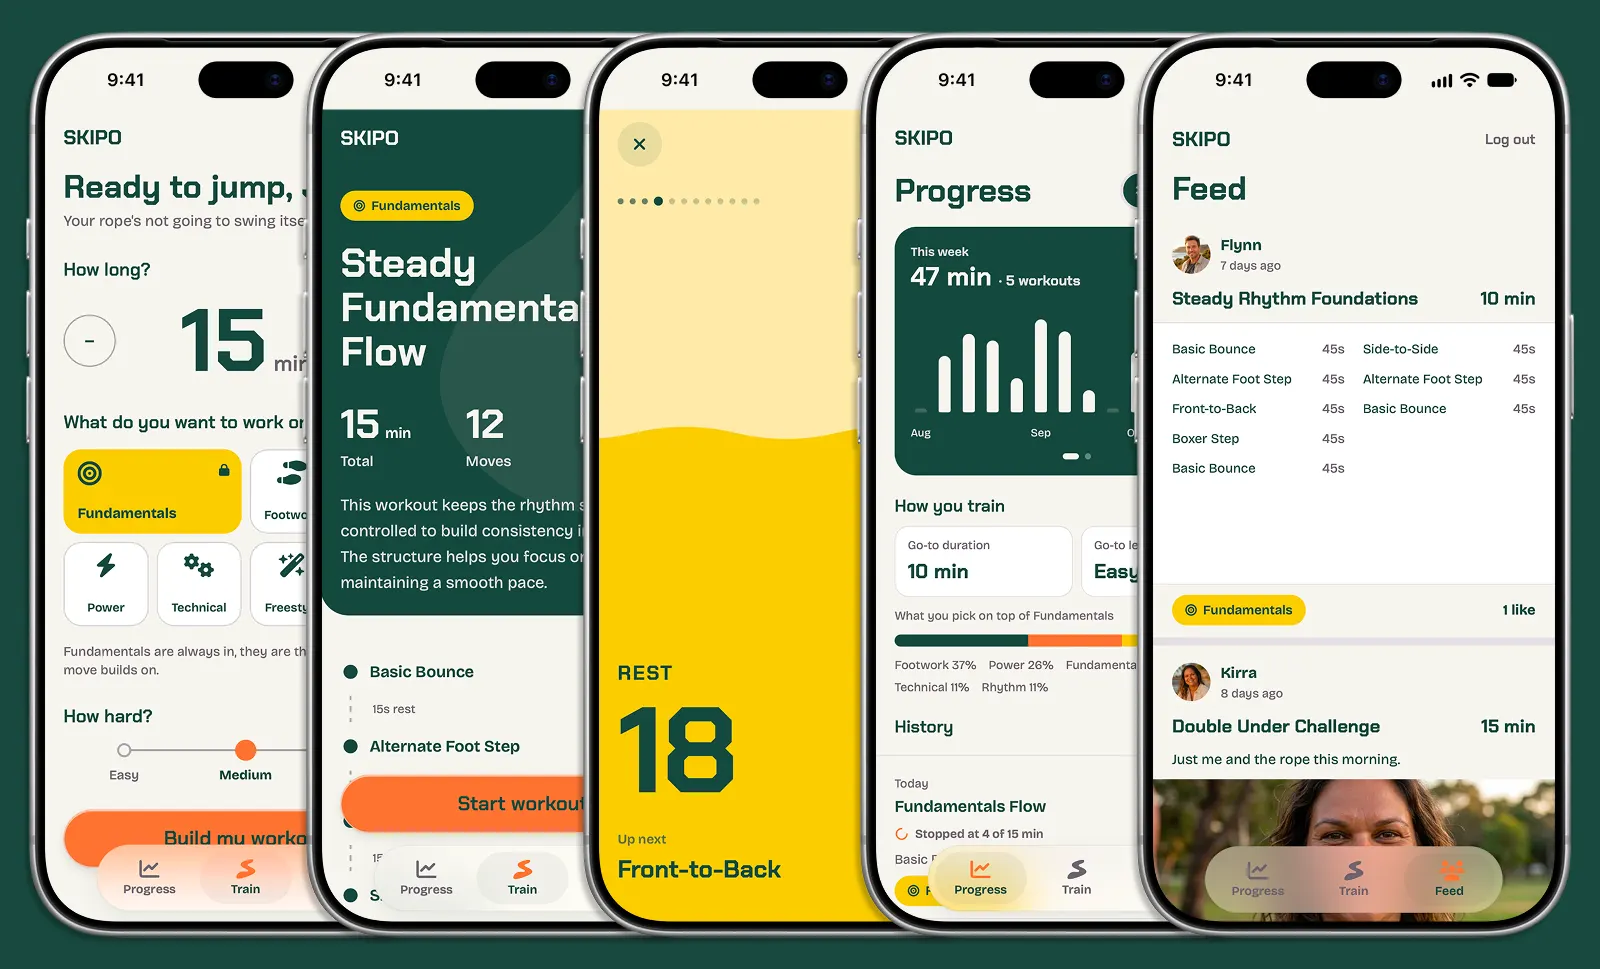 9:41
SKIPO
Ready to jump,
Your rope's not going to swing
How long?
-
15 min
What do you want to work
Fundamentals
Power
Technical
Fundamentals are always in, they are
move builds on.
How hard?
Easy
Medium
Build my
Progress
Train
9:41
SKIPO
Fundamentals
Steady
Flow
15 min
Total
12
Moves
This workout keeps the rhythm
controlled to build consistency
The structure helps you focus
maintaining a smooth pace.
Basic Bounce
15s rest
Alternate Foot Step
Start workout
Progress
Train
9:41
×
REST
18
Up next
Front-to-Back
9:41
SKIPO
Progress
This week
47 min · 5 workouts
Aug
Sep
How you train
Go-to duration
10 min
Go-to
Easy
What you pick on top of Fundamentals
Footwork 37% Power 26%
Technical 11% Rhythm 11%
History
Today
Fundamentals Flow
Stopped at 4 of 15 min
Basic
Progress
Train
9:41
SKIPO
Log out
Feed
Flynn
7 days ago
Steady Rhythm Foundations 10 min
Basic Bounce 45s Side-to-Side 45s
Alternate Foot Step 45s Alternate Foot Step 45s
Front-to-Back 45s Basic Bounce 45s
Boxer Step 45s
Basic Bounce 45s
Fundamentals
1 like
Kirra
8 days ago
Double Under Challenge 15 min
Just me and the rope this morning.
Progress
Train
Feed